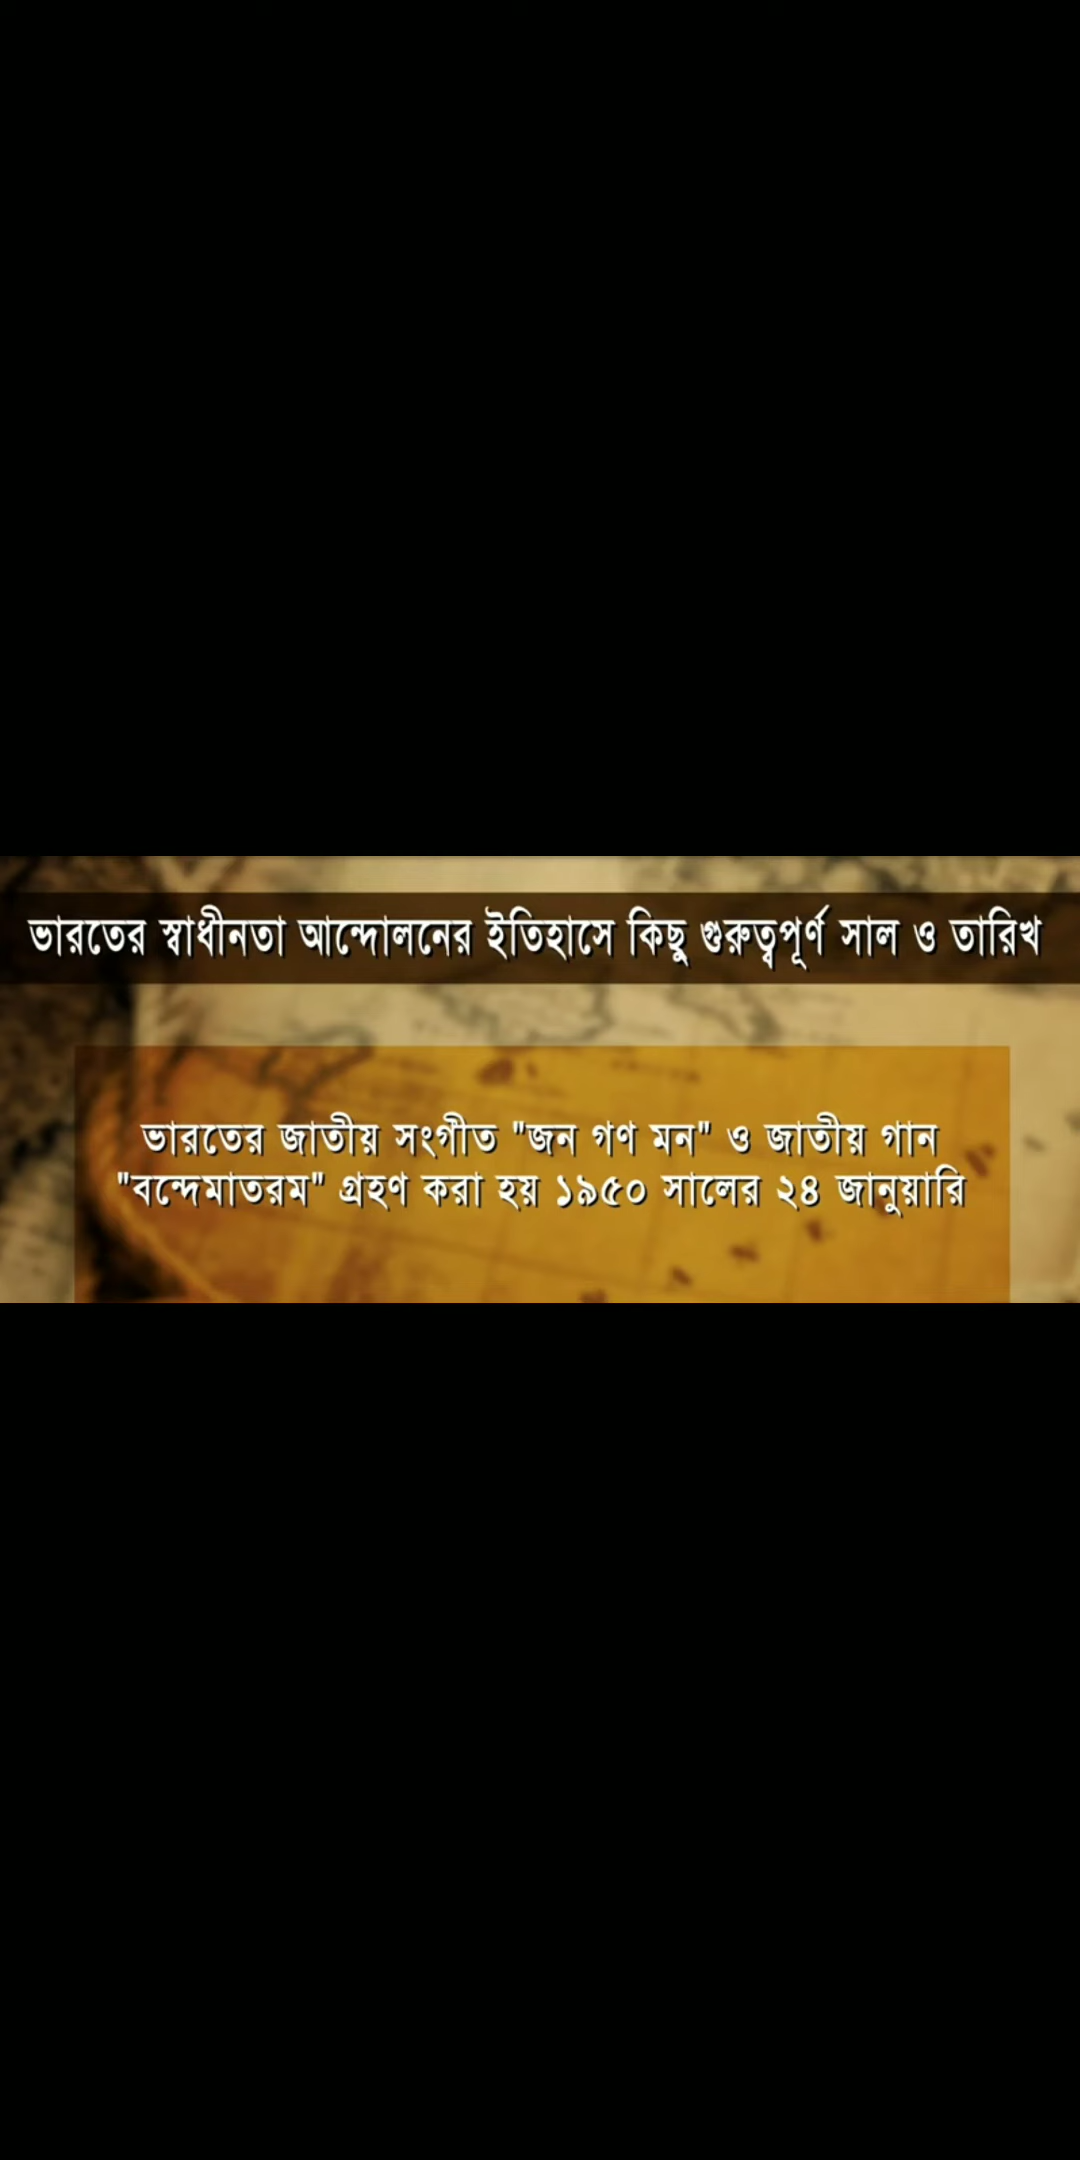 ভারতের স্বাধীনতা আন্দোলনের ইতিহাসে কিছু গুরুত্বপূর্ণ সাল ও তারিখ
ভারতের জাতীয় সংগীত "জন গণ মন" ও জাতীয় গান
"বন্দেমাতরম" গ্রহণ করা হয় ১৯৫০ সালের ২৪ জানুয়ারি